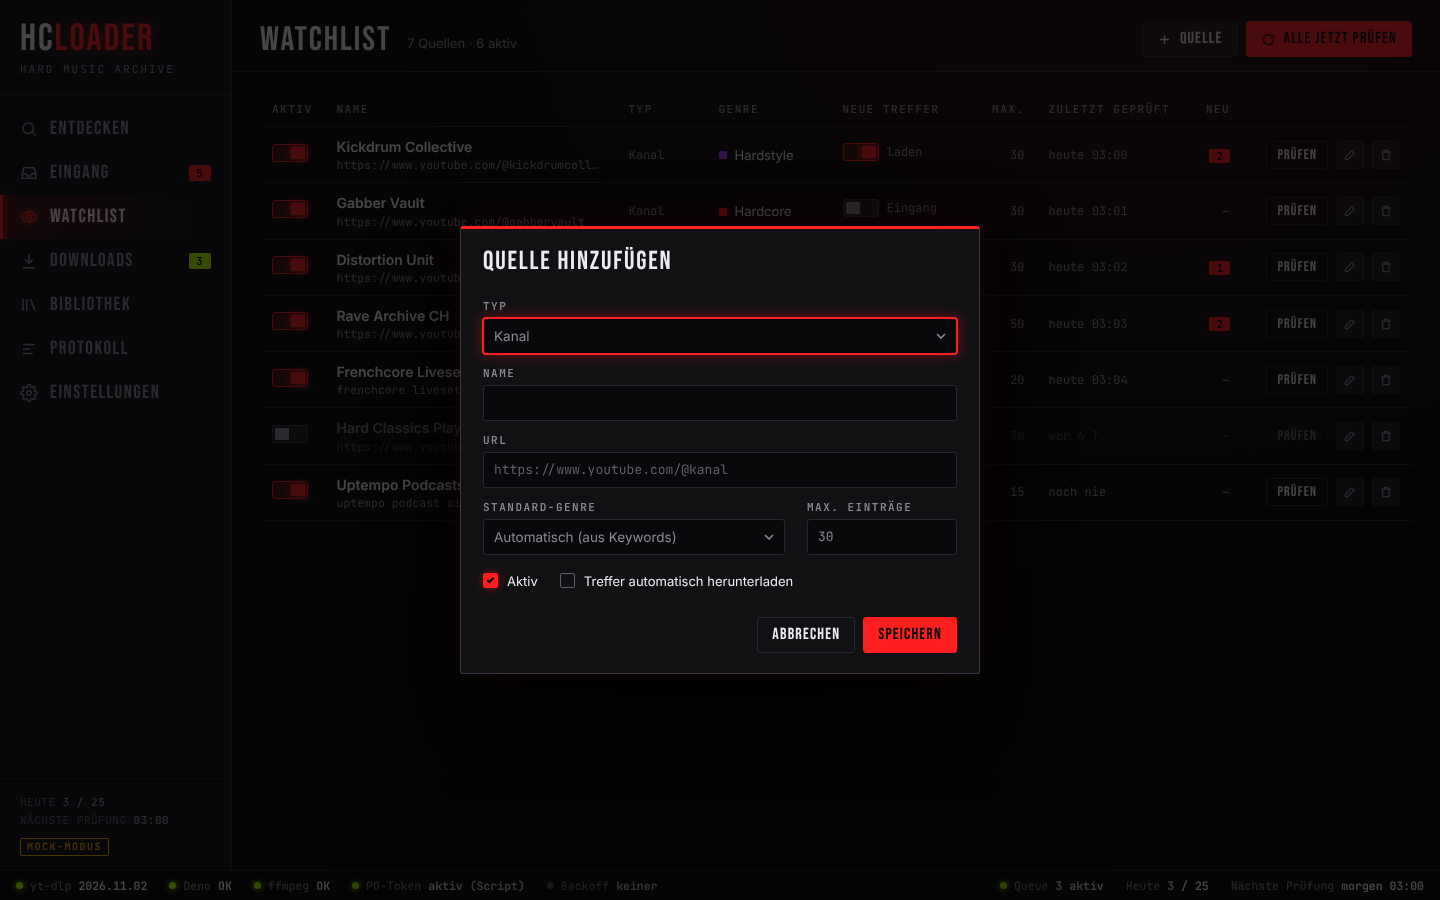 HCLOADER
HARD MUSIC ARCHIVE
ENTDECKEN
EINGANG 5
WATCHLIST
DOWNLOADS 3
BIBLIOTHEK
PROTOKOLL
EINSTELLUNGEN
HEUTE 3 / 25
NÄCHSTE PRÜFUNG 03:00
MOCK-MODUS
WATCHLIST 7 Quellen · 6 aktiv
+ QUELLE
ALLE JETZT PRÜFEN
AKTIV NAME TYP GENRE NEUE TREFFER MAX. ZULETZT GEPRÜFT NEU
Kickdrum Collective
https://www.youtube.com/@kickdrumcoll…
Kanal Hardstyle laden 30 heute 03:00 2 PRÜFEN
Gabber Vault
https://www.youtube.com/@gabbervault
Kanal Hardcore Eingang 30 heute 03:01 – PRÜFEN
Distortion Unit
https://www.youtub
30 heute 03:02 1 PRÜFEN
Rave Archive CH
https://www.youtub
50 heute 03:03 2 PRÜFEN
Frenchcore Livese
frenchcore liveset
20 heute 03:04 – PRÜFEN
Hard Classics Play
https://www.youtub
30 vor 6 T. – PRÜFEN
Uptempo Podcasts
uptempo podcast mi
15 noch nie – PRÜFEN
QUELLE HINZUFÜGEN
TYP
Kanal
NAME
URL
https://www.youtube.com/@kanal
STANDARD-GENRE MAX. EINTRÄGE
Automatisch (aus Keywords) 30
Aktiv Treffer automatisch herunterladen
ABBRECHEN SPEICHERN
yt-dlp 2026.11.02 Deno OK ffmpeg OK PO-Token aktiv (Script) Backoff keiner Queue 3 aktiv Heute 3 / 25 Nächste Prüfung morgen 03:00